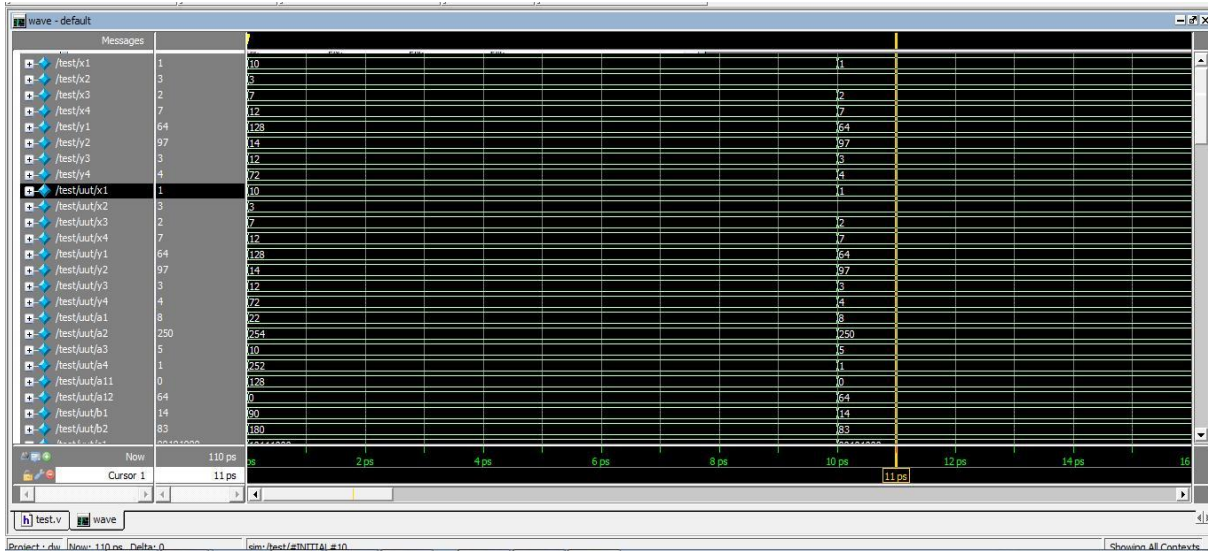 wave - default
Messages
/test/x1 1 10 1
/test/x2 3 3
/test/x3 2 7 2
/test/x4 7 12 7
/test/y1 64 128 64
/test/y2 97 14 97
/test/y3 3 12 3
/test/y4 4 72 4
/test/uut/x1 1 10 1
/test/uut/x2 3 3
/test/uut/x3 2 7 2
/test/uut/x4 7 12 7
/test/uut/y1 64 128 64
/test/uut/y2 97 14 97
/test/uut/y3 3 12 3
/test/uut/y4 4 72 4
/test/uut/a1 8 22 8
/test/uut/a2 250 254 250
/test/uut/a3 5 10 5
/test/uut/a4 1 252 1
/test/uut/a11 0 128 0
/test/uut/a12 64 0 64
/test/uut/b1 14 90 14
/test/uut/b2 83 180 83
Now 110 ps ps 2 ps 4 ps 6 ps 8 ps 10 ps 12 ps 14 ps 16
Cursor 1 11 ps 11 ps
test.v wave
Project : dw Now: 110 ps Delta: 0 sim:/test/#INITIAL#10 Showing All Contexts